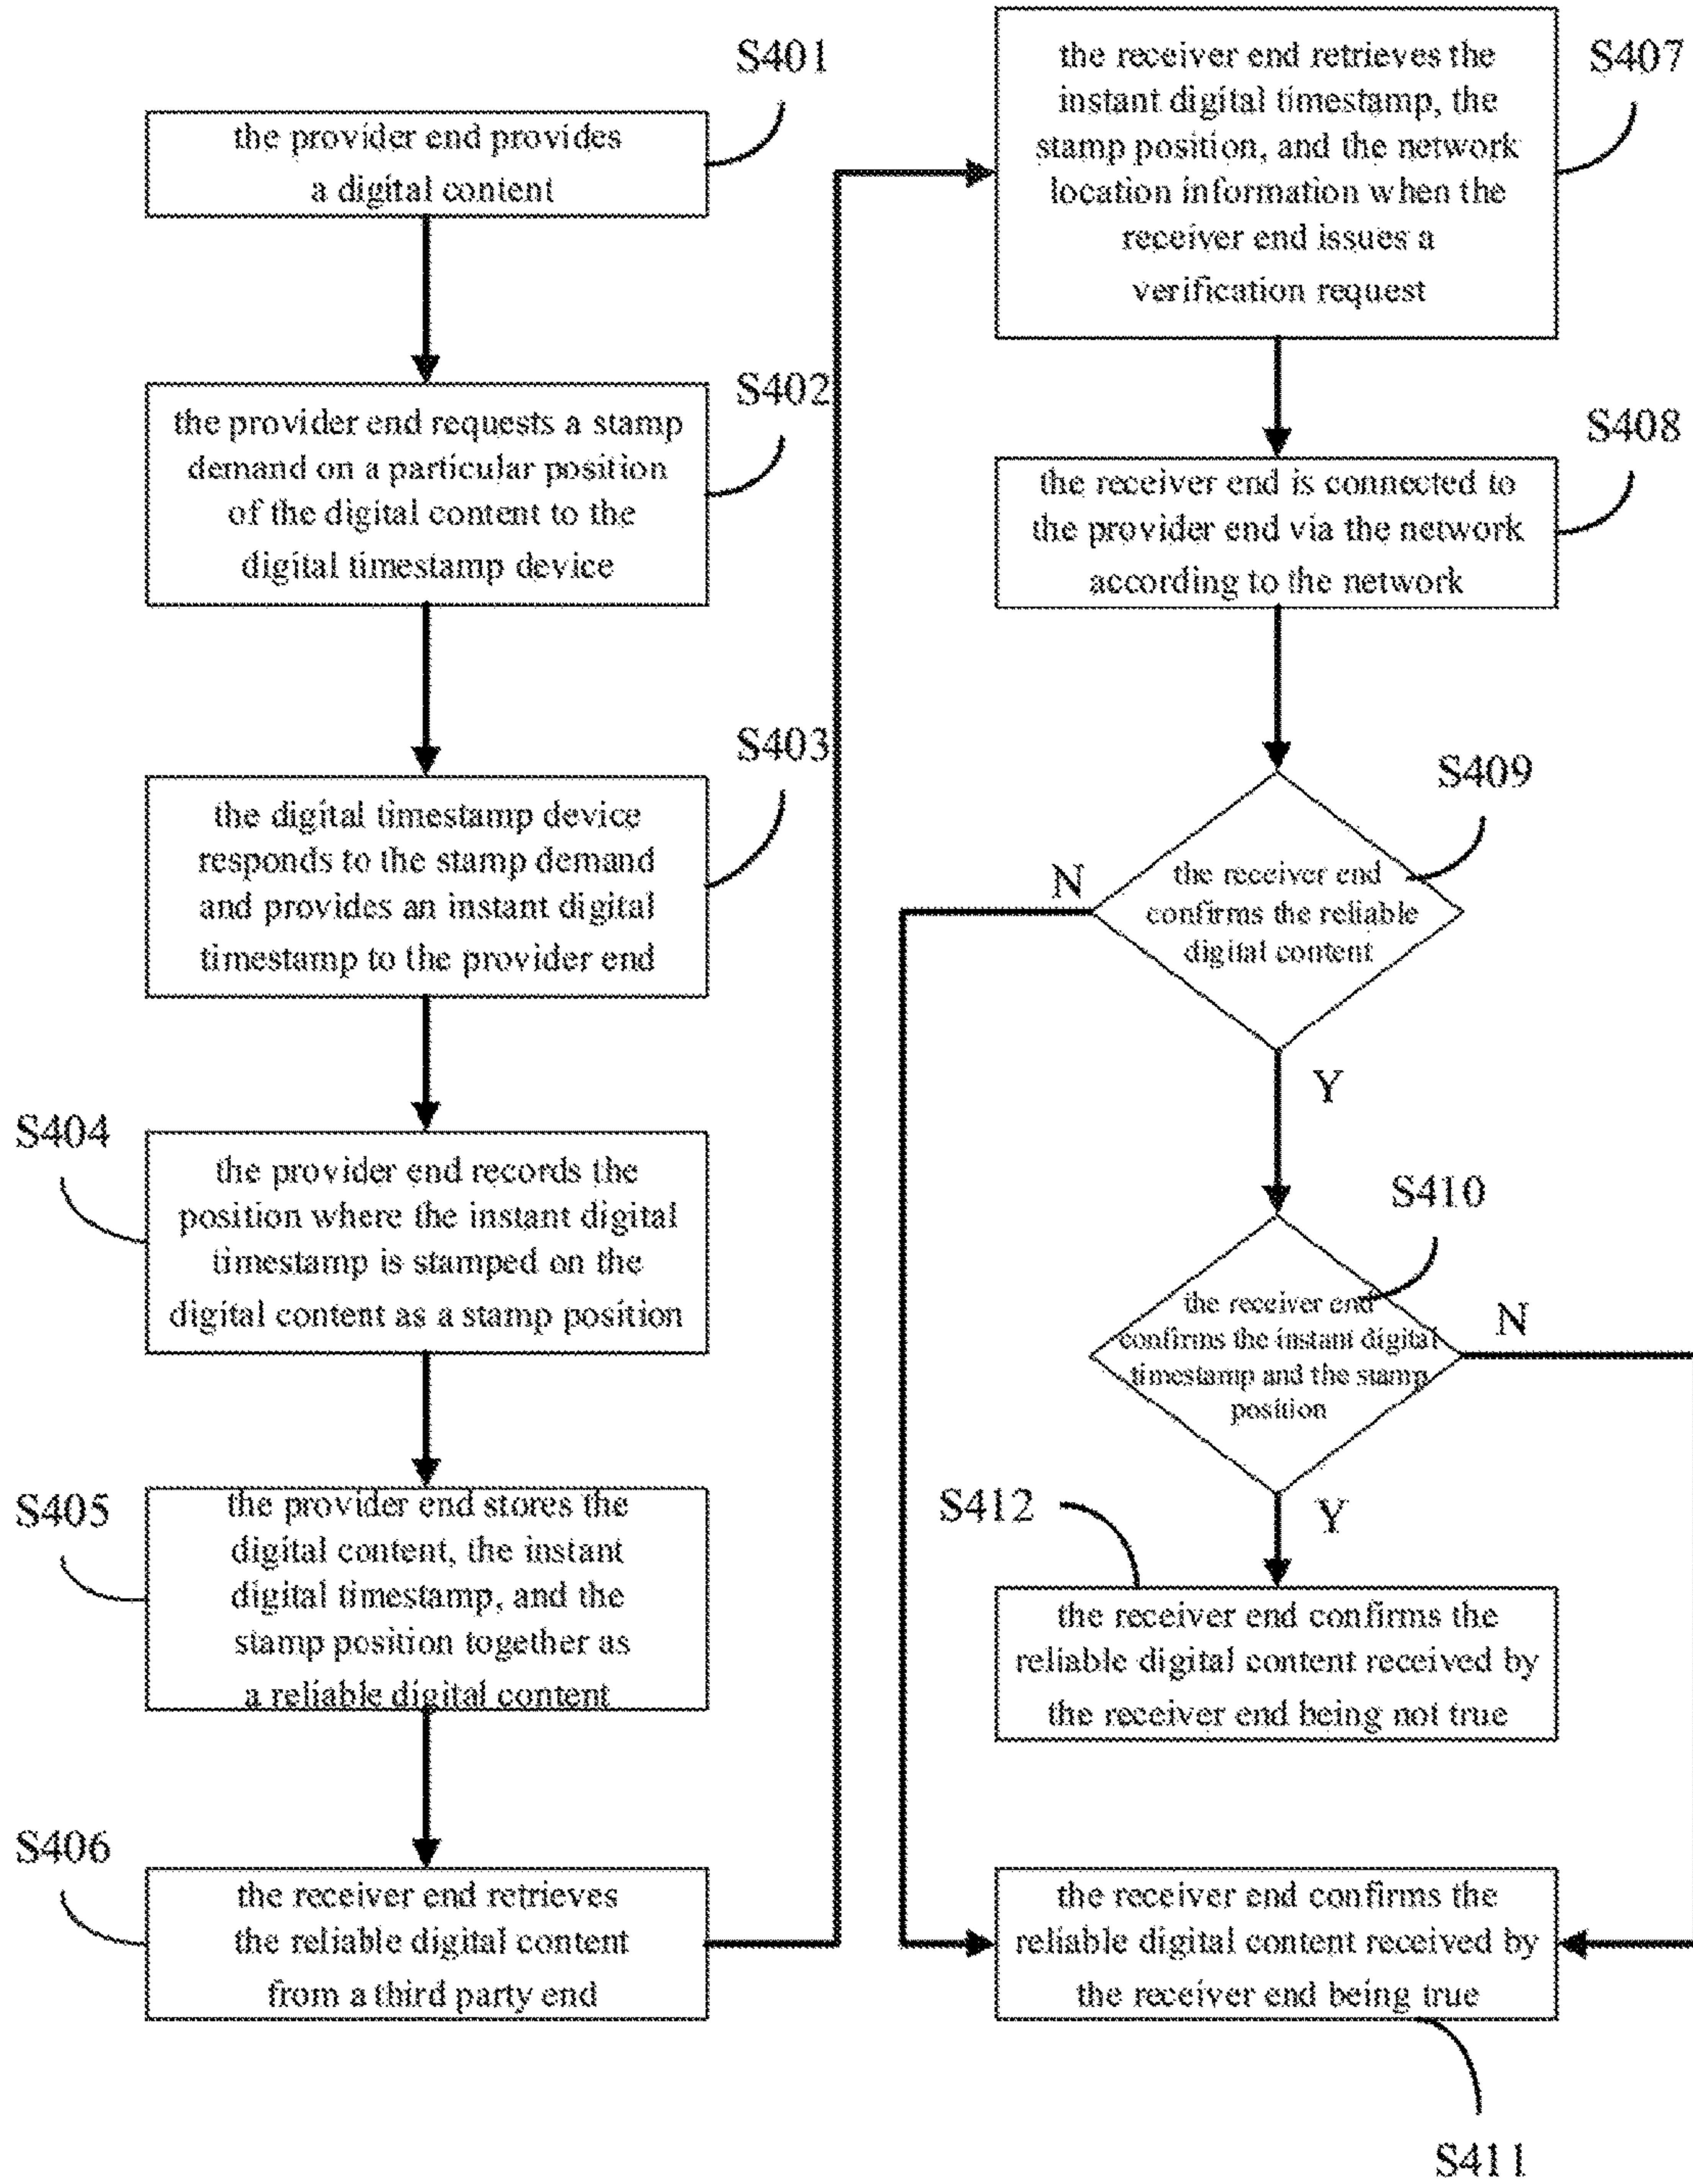 S401
the provider end provides
a digital content
S402
the provider end requests a stamp
demand on a particular position
of the digital content to the
digital timestamp device
S403
the digital timestamp device
responds to the stamp demand
and provides an instant digital
timestamp to the provider end
S404
the provider end records the
position where the instant digital
timestamp is stamped on the
digital content as a stamp position
S405
the provider end stores the
digital content, the instant
digital timestamp, and the
stamp position together as
a reliable digital content
S406
the receiver end retrieves
the reliable digital content
from a third party end
S407
the receiver end retrieves the
instant digital timestamp, the
stamp position, and the network
location information when the
receiver end issues a
verification request
S408
the receiver end is connected to
the provider end via the network
according to the network
S409
the receiver end
confirms the reliable
digital content
N
Y
S410
the receiver end
confirms the instant digital
timestamp and the stamp
position
N
Y
S412
the receiver end confirms the
reliable digital content received by
the receiver end being not true
the receiver end confirms the
reliable digital content received by
the receiver end being true
S411